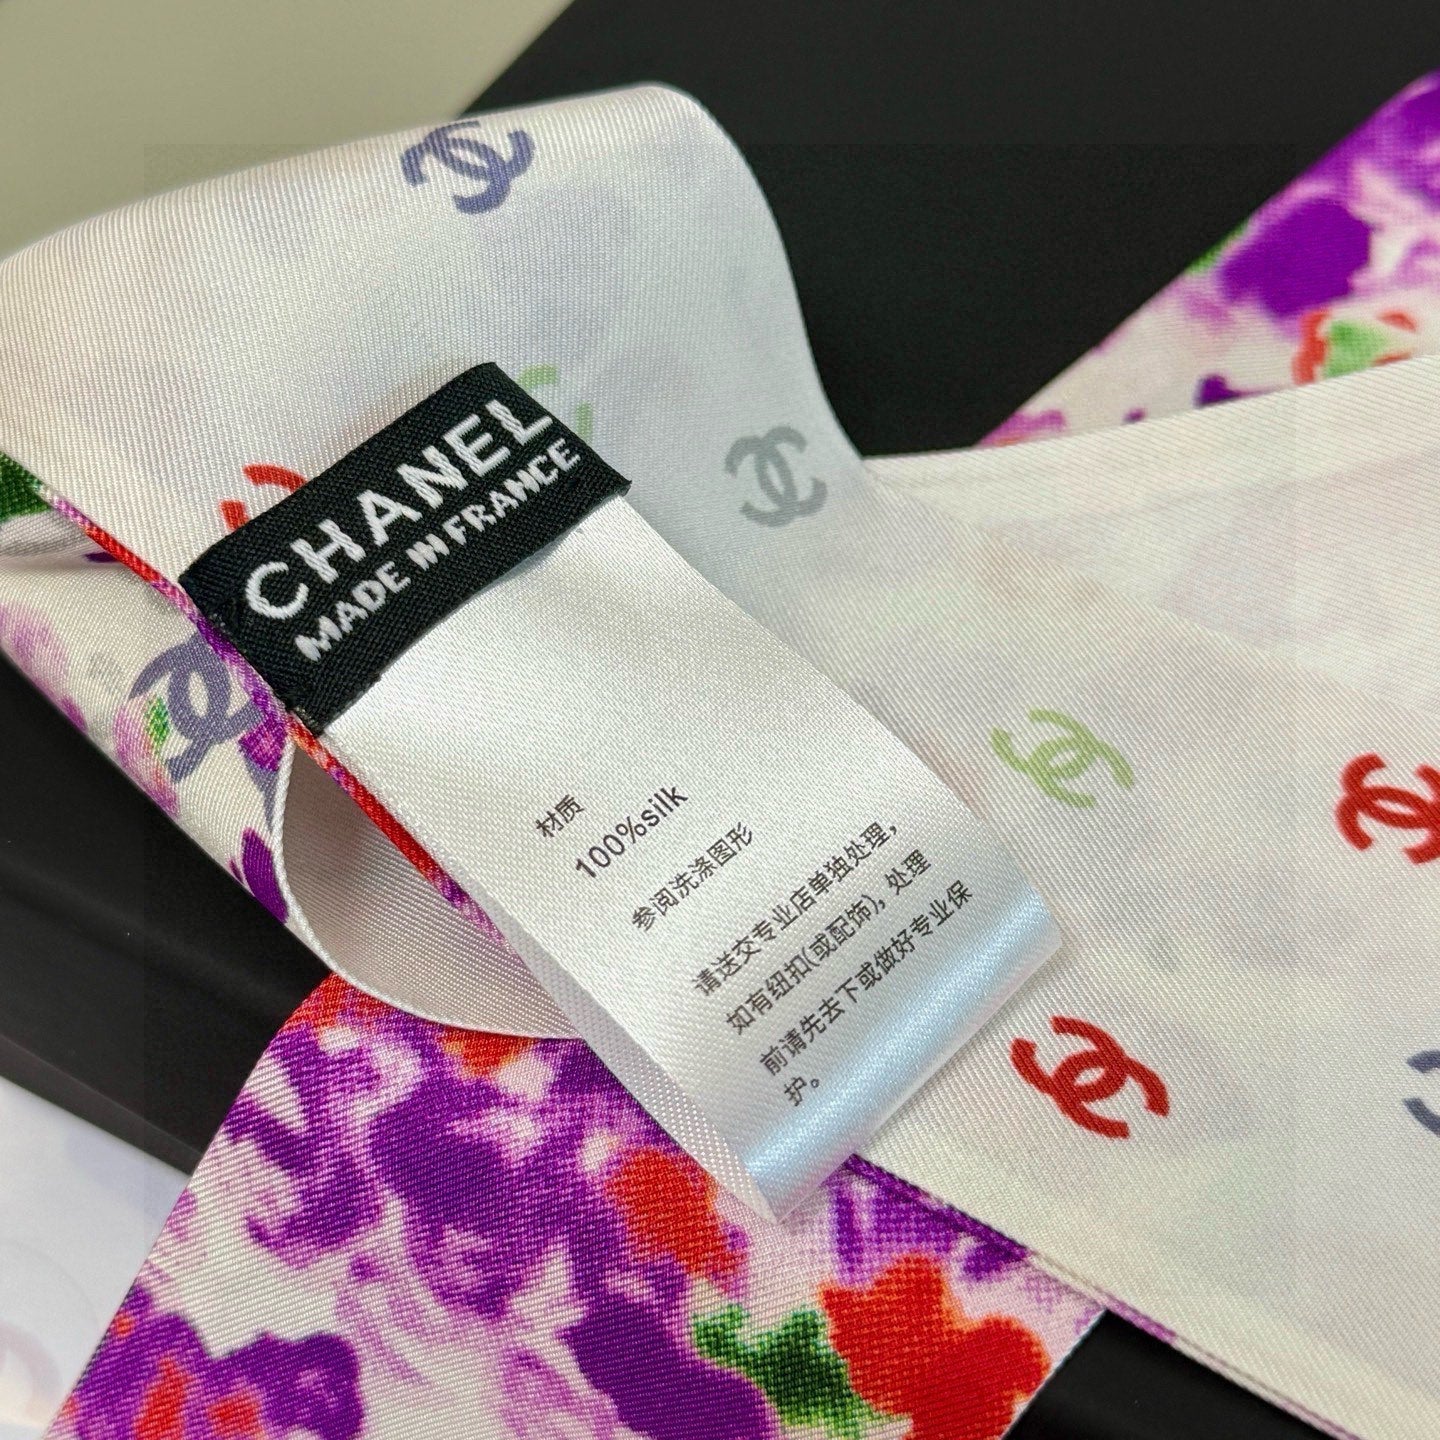 CHANEL
MADE IN FRANCE
材质
100%silk
参阅洗涤图形
请送交专业店单独处理，
如有纽扣(或配饰)，处理
前请先去下或做好专业保
护。